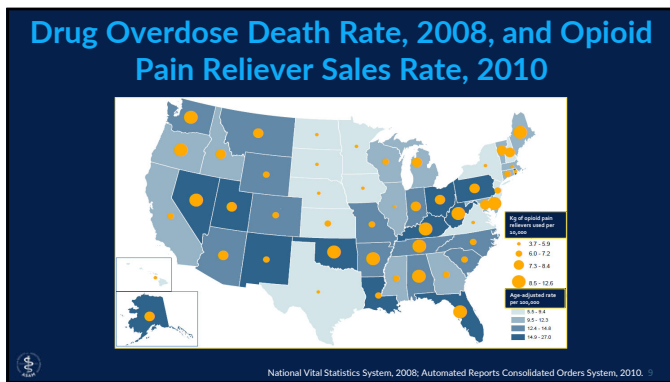 Drug Overdose Death Rate, 2008, and Opioid
Pain Reliever Sales Rate, 2010
Kg of opioid pain
relievers used per
10,000
3.7 - 5.9
6.0 - 7.2
7.3 - 8.4
8.5 - 12.6
Age-adjusted rate
per 100,000
5.5 - 9.4
9.5 - 12.3
12.4 - 14.8
14.9 - 27.0
ASAM
National Vital Statistics System, 2008; Automated Reports Consolidated Orders System, 2010. 9